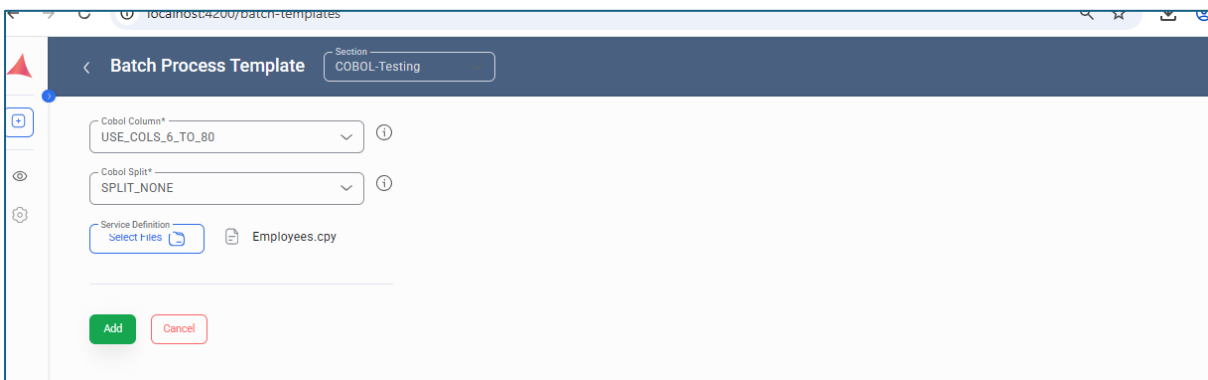 localhost:4200/batch-templates
Batch Process Template
Section
COBOL-Testing
Cobol Column*
USE_COLS_6_TO_80
Cobol Split*
SPLIT_NONE
Service Definition
Select Files
Employees.cpy
Add
Cancel